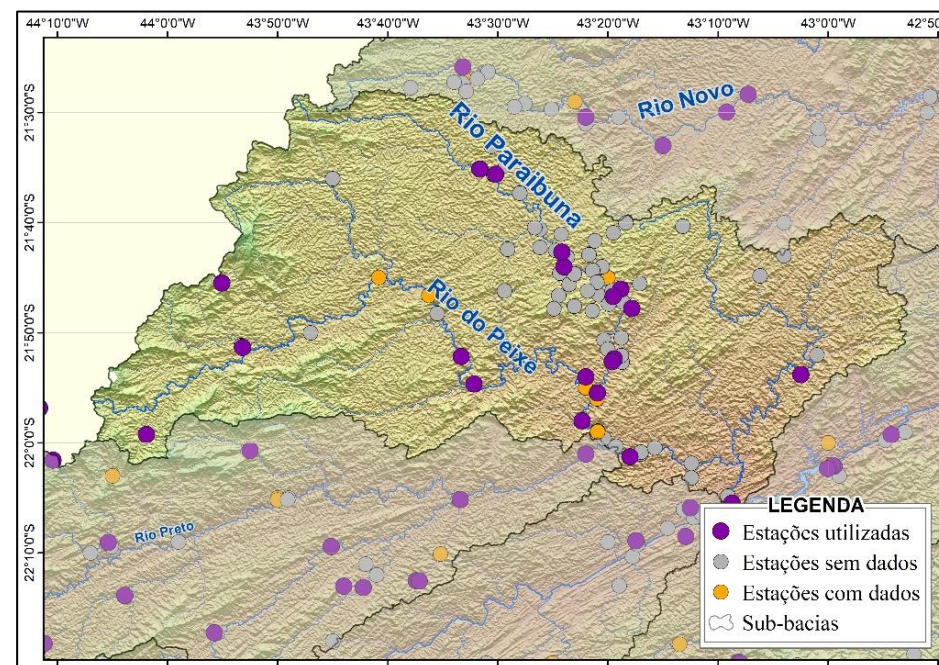 44°10'0"W 44°0'0"W 43°50'0"W 43°40'0"W 43°30'0"W 43°20'0"W 43°10'0"W 43°0'0"W 42°50'0"W
21°30'0"S
Rio Novo
Rio Paraibuna
21°40'0"S
Rio do Peixe
21°50'0"S
22°0'0"S
Rio Preto
22°10'0"S
LEGENDA
Estações utilizadas
Estações sem dados
Estações com dados
Sub-bacias